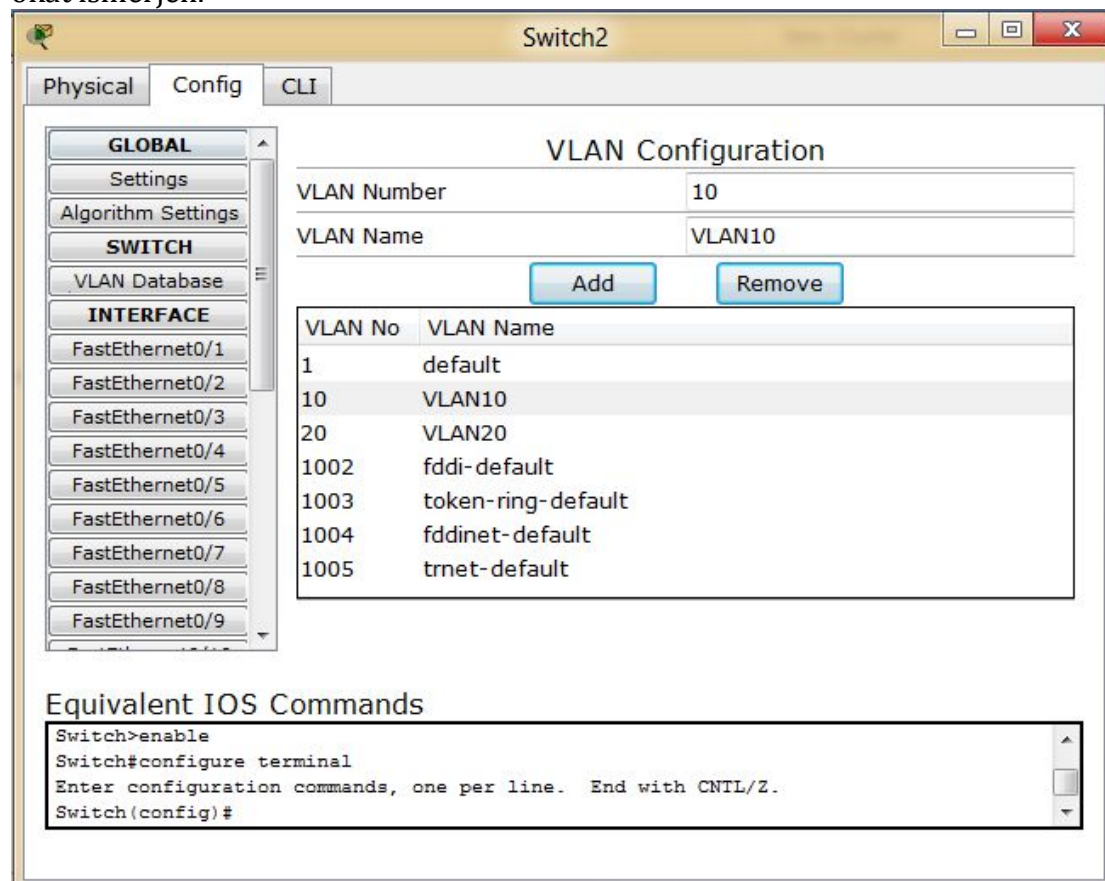 Switch2
Physical Config CLI
GLOBAL
Settings
Algorithm Settings
SWITCH
VLAN Database
INTERFACE
FastEthernet0/1
FastEthernet0/2
FastEthernet0/3
FastEthernet0/4
FastEthernet0/5
FastEthernet0/6
FastEthernet0/7
FastEthernet0/8
FastEthernet0/9
VLAN Configuration
VLAN Number 10
VLAN Name VLAN10
Add Remove
VLAN No VLAN Name
1 default
10 VLAN10
20 VLAN20
1002 fddi-default
1003 token-ring-default
1004 fddinet-default
1005 trnet-default
Equivalent IOS Commands
Switch>enable
Switch#configure terminal
Enter configuration commands, one per line. End with CNTL/Z.
Switch(config)#